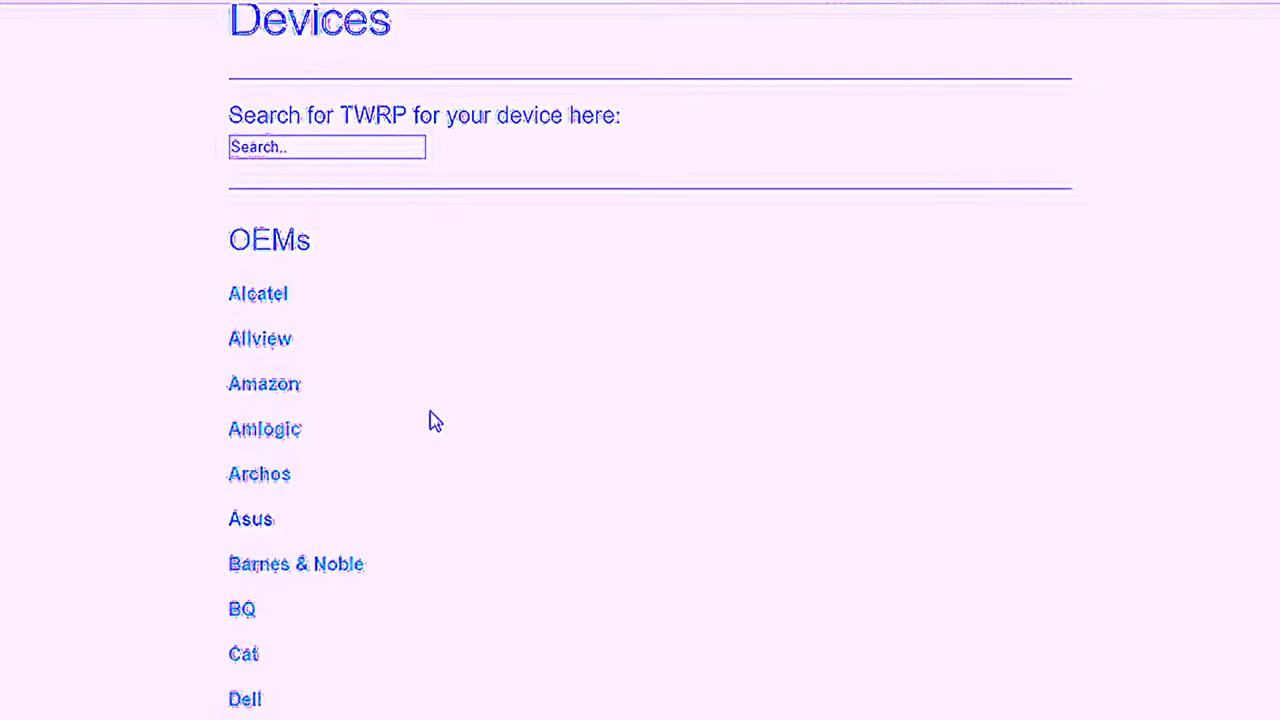 Devices
Search for TWRP for your device here:
Search..
OEMs
Alcatel
Allview
Amazon
Amlogic
Archos
Asus
Barnes & Noble
BQ
Cat
Dell